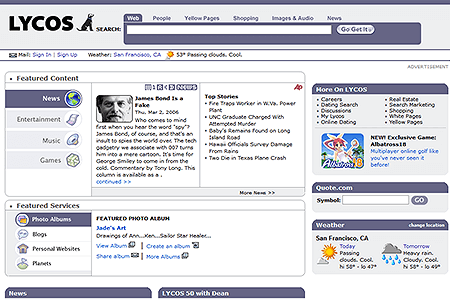 LYCOS SEARCH:
Web People Yellow Pages Shopping Images & Audio News
Go Get It
Mail: Sign In | Sign Up Weather: San Francisco, CA 53° Passing clouds. Cool.
ADVERTISEMENT
Featured Content
News
Entertainment
Music
Games
NEWS
James Bond Is a
Fake
Thu, Mar 2, 2006
Who comes to mind
first when you hear the word "spy"?
James Bond, of course, and that's an
insult to spies the world over. The tech
gadgetry we associate with 007 turns
him into a mere cartoon. It's time for
George Smiley to come in from the
cold. Commentary by Tony Long. This
column is available as a ,
continued >>
Top Stories
AP
Fire Traps Worker in W.Va. Power
Plant
UNC Graduate Charged With
Attempted Murder
Baby's Remains Found on Long
Island Road
Hawaii Officials Survey Damage
From Rains
Two Die in Texas Plane Crash
More News >>
Featured Services
Photo Albums
Blogs
Personal Websites
Planets
FEATURED PHOTO ALBUM
Jade's Art
Drawings of Ann...Ken...Sailor Star Healer...
View Album | Create an album
Share album | More Albums
News
LYCOS 50 with Dean
More On LYCOS
Careers
Dating Search
Discussions
My Lycos
Online Dating
Real Estate
Search Marketing
Shopping
White Pages
Yellow Pages
Albatross18
NEW! Exclusive Game:
Albatross18
Multiplayer online golf like
you've never seen it
before!
Quote.com
Symbol: GO
Weather change location
San Francisco, CA
Today
Passing
clouds. Cool.
hi 58° - lo 47°
Tomorrow
Heavy rain.
Cloudy. Cool.
hi 58° - lo 49°